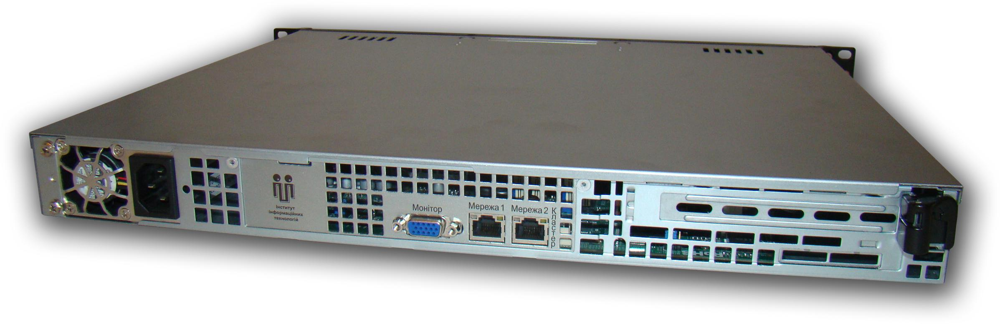 Інститут
інформаційних
технологій
Монітор
Мережа 1
Мережа 2
Кластер